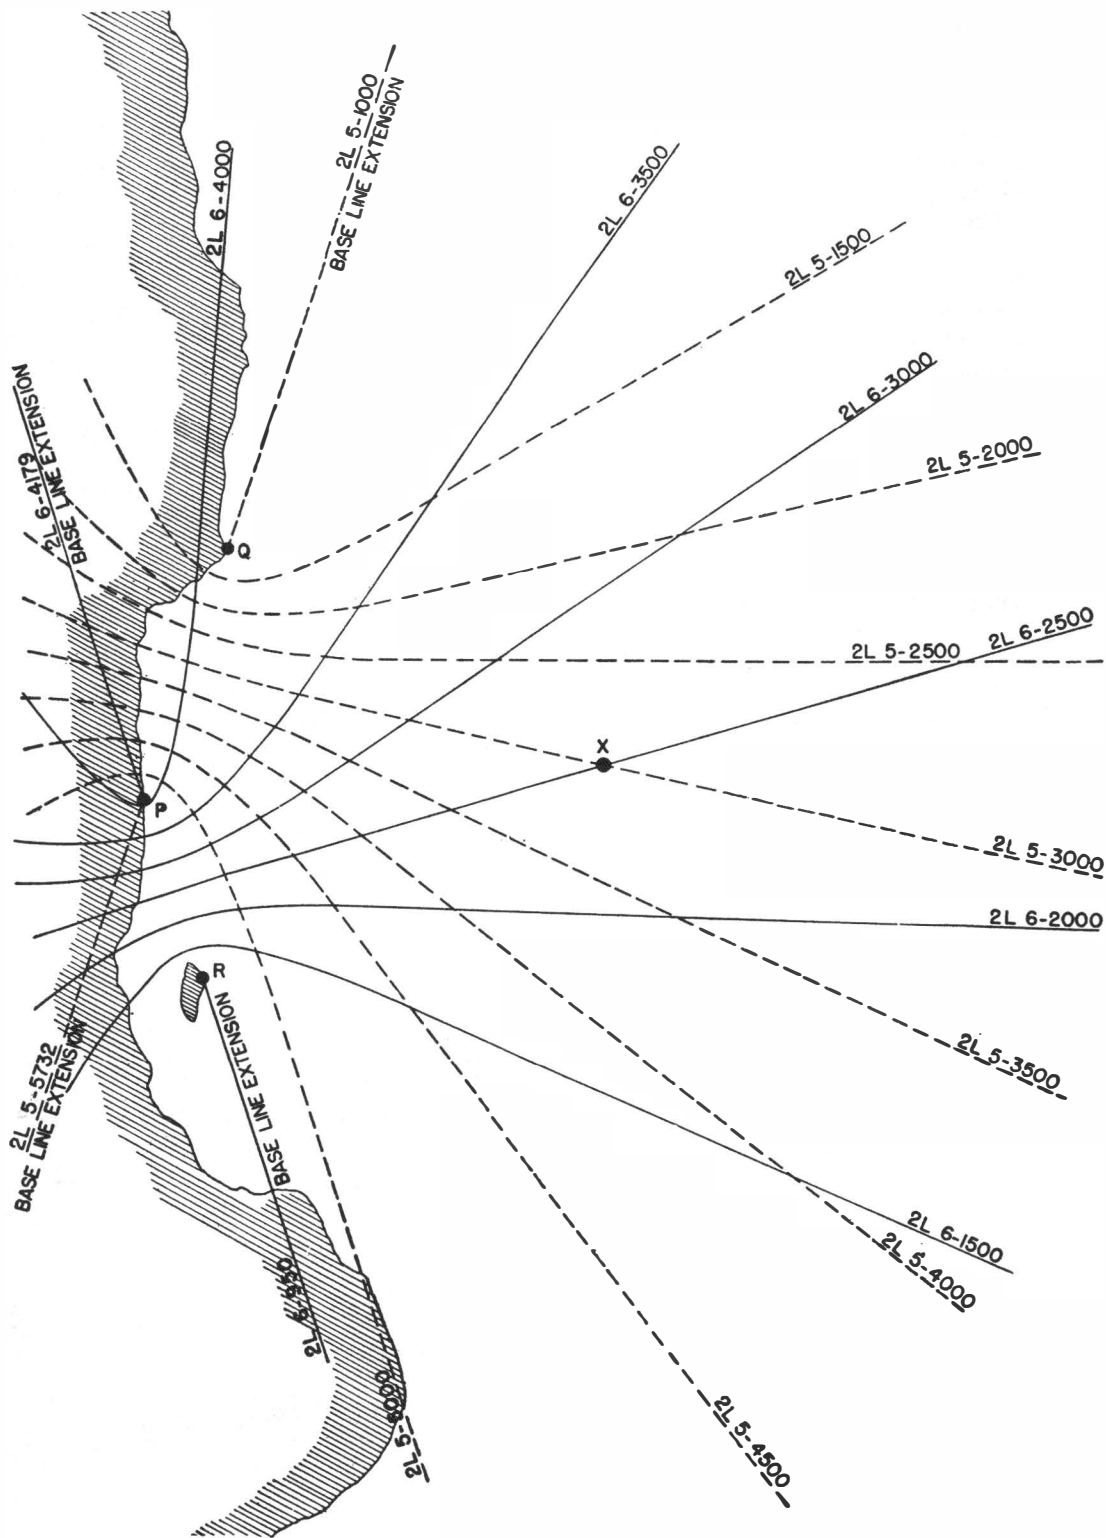 2L 5-1000
BASE LINE EXTENSION
2L 6-4000
2L 6-3500
2L 5-1500
2L 6-3000
2L 5-2000
2L 6-4179
BASE LINE EXTENSION
Q
2L 6-2500
2L 5-2500
X
P
2L 5-3000
2L 6-2000
R
BASE LINE EXTENSION
2L 5-3500
2L 5-5732
BASE LINE EXTENSION
BASE LINE EXTENSION
2L 6-1500
2L 5-4000
2L 6-950
2L 5-5000
2L 5-4500